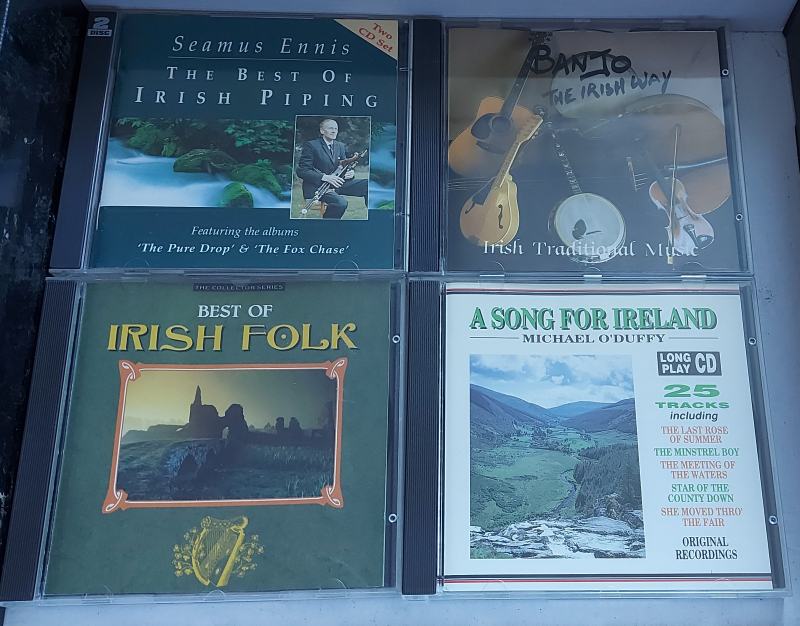 2
DISC
Two
CD Set
Seamus Ennis
THE BEST OF
IRISH PIPING
Featuring the albums
'The Pure Drop' & 'The Fox Chase'
BANJO
THE IRISH WAY
Irish Traditional Music
THE COLLECTOR SERIES
BEST OF
IRISH FOLK
A SONG FOR IRELAND
MICHAEL O'DUFFY
LONG
PLAY CD
25
TRACKS
including
THE LAST ROSE
OF SUMMER
THE MINSTREL BOY
THE MEETING OF
THE WATERS
STAR OF THE
COUNTY DOWN
SHE MOVED THRO'
THE FAIR
ORIGINAL
RECORDINGS